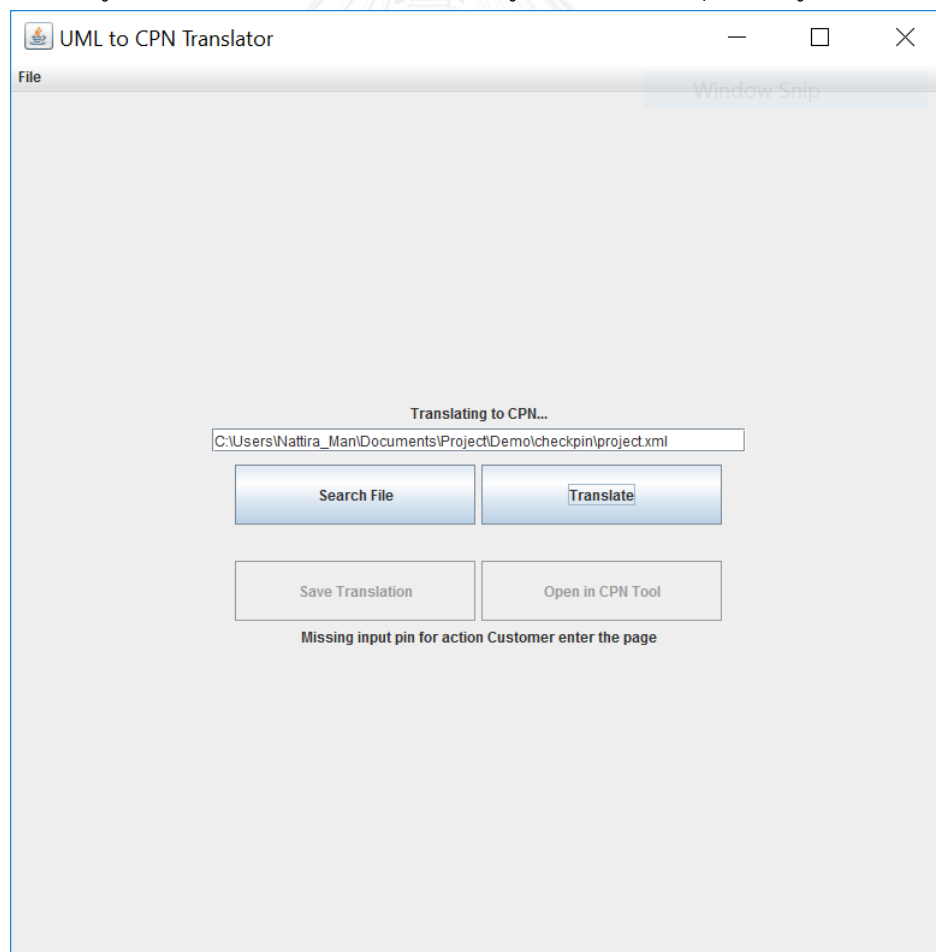 UML to CPN Translator
File
Window Snip
Translating to CPN...
C:\Users\Nattira_Man\Documents\Project\Demo\checkpin\project.xml
Search File
Translate
Save Translation
Open in CPN Tool
Missing input pin for action Customer enter the page